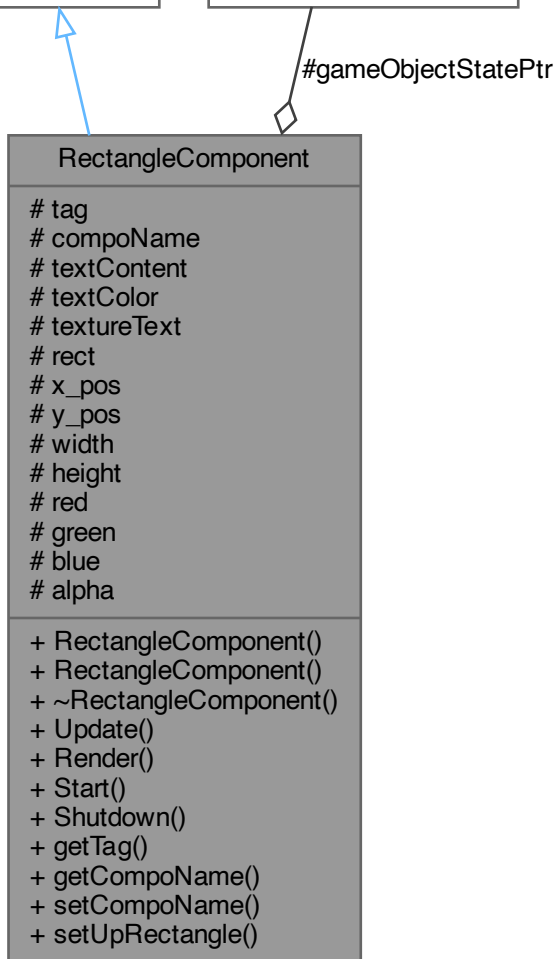 #gameObjectStatePtr
RectangleComponent
# tag
# compoName
# textContent
# textColor
# textureText
# rect
# x_pos
# y_pos
# width
# height
# red
# green
# blue
# alpha
+ RectangleComponent()
+ RectangleComponent()
+ ~RectangleComponent()
+ Update()
+ Render()
+ Start()
+ Shutdown()
+ getTag()
+ getCompoName()
+ setCompoName()
+ setUpRectangle()